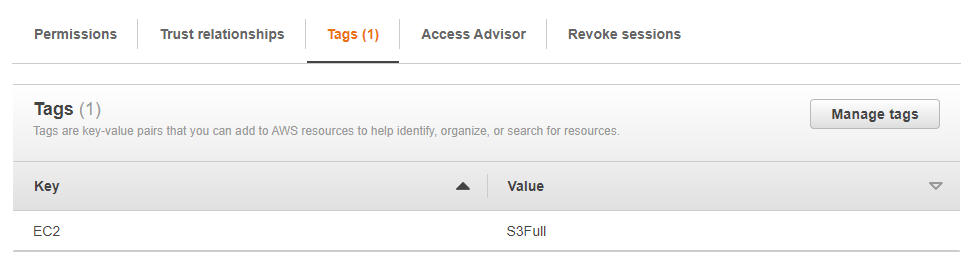 Permissions Trust relationships Tags (1) Access Advisor Revoke sessions
Tags (1)
Manage tags
Tags are key-value pairs that you can add to AWS resources to help identify, organize, or search for resources.
Key Value
EC2 S3Full